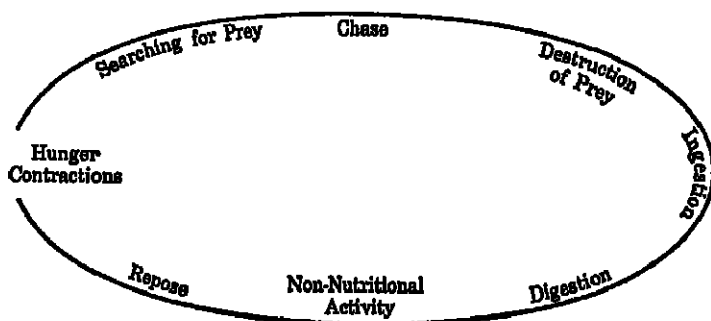 Searching for Prey
Chase
Destruction
of Prey
Ingestion
Hunger
Contractions
Repose
Non-Nutritional
Activity
Digestion